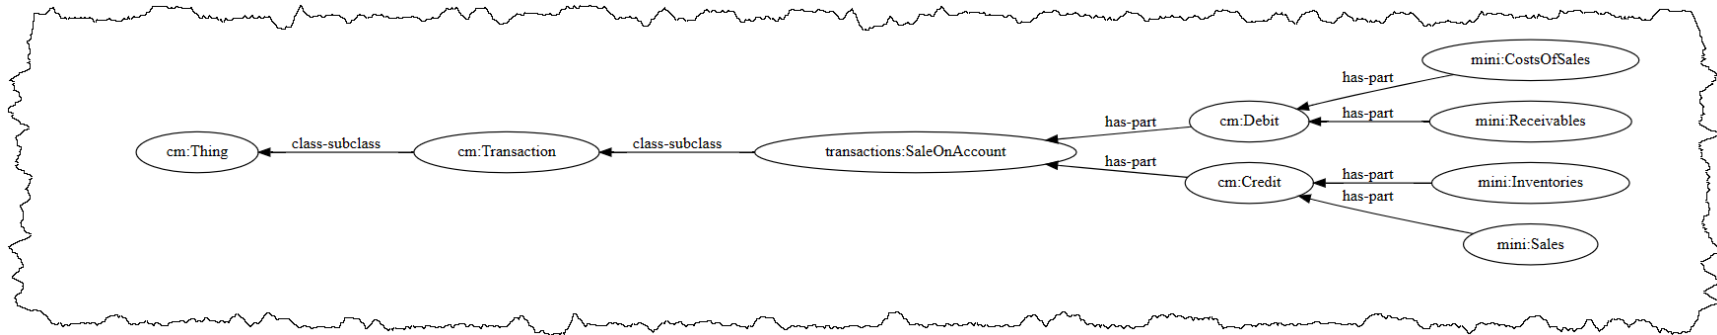 cm:Thing
class-subclass
cm:Transaction
class-subclass
transactions:SaleOnAccount
has-part
has-part
cm:Debit
cm:Credit
has-part
has-part
has-part
has-part
mini:CostsOfSales
mini:Receivables
mini:Inventories
mini:Sales